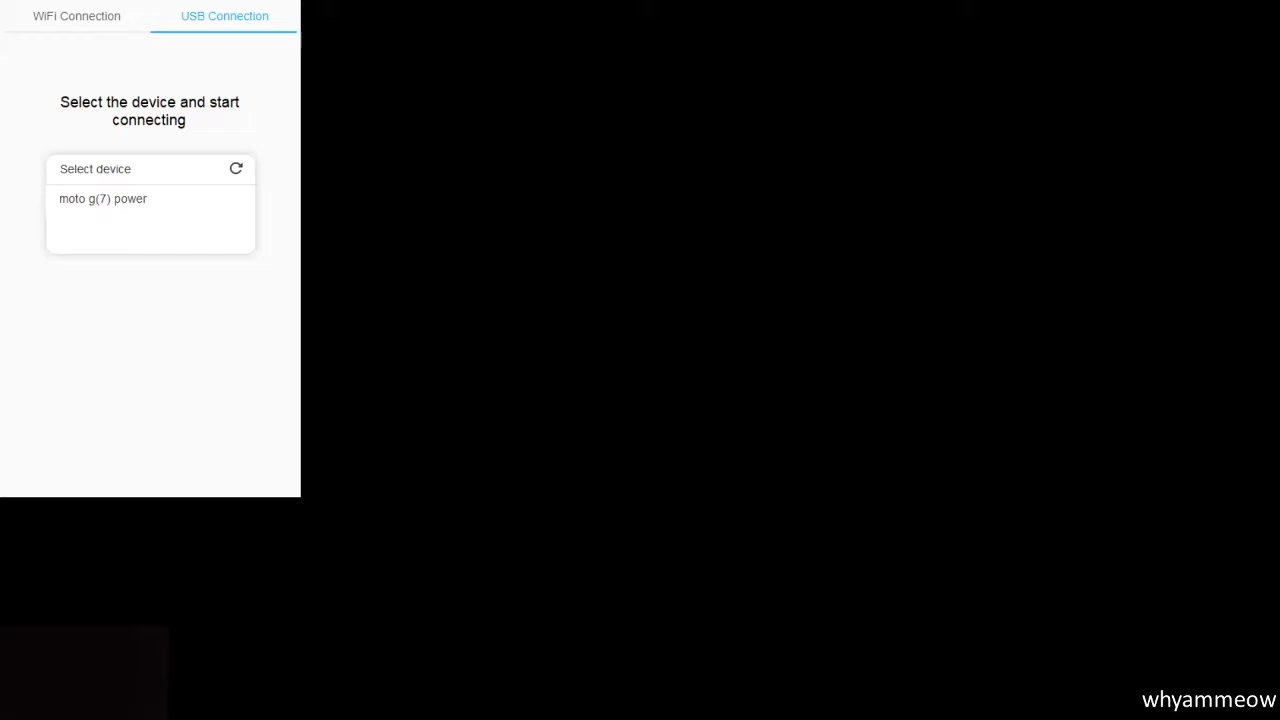 WiFi Connection
USB Connection
Select the device and start
connecting
Select device
moto g(7) power
whyammeow